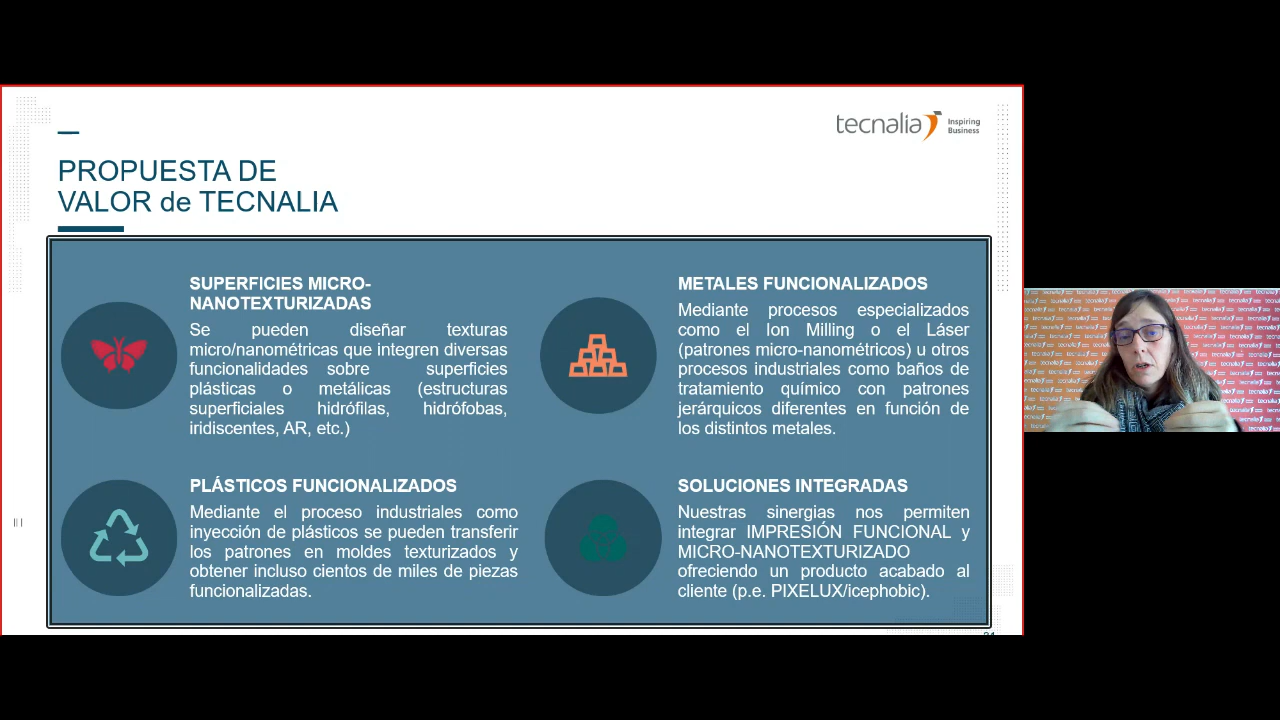 tecnalia Inspiring Business
PROPUESTA DE
VALOR de TECNALIA
SUPERFICIES MICRO-
NANOTEXTURIZADAS
Se pueden diseñar texturas
micro/nanométricas que integren diversas
funcionalidades sobre superficies
plásticas o metálicas (estructuras
superficiales hidrófilas, hidrófobas,
iridiscentes, AR, etc.)
METALES FUNCIONALIZADOS
Mediante procesos especializados
como el Ion Milling o el Láser
(patrones micro-nanométricos) u otros
procesos industriales como baños de
tratamiento químico con patrones
jerárquicos diferentes en función de
los distintos metales.
PLÁSTICOS FUNCIONALIZADOS
Mediante el proceso industriales como
inyección de plásticos se pueden transferir
los patrones en moldes texturizados y
obtener incluso cientos de miles de piezas
funcionalizadas.
SOLUCIONES INTEGRADAS
Nuestras sinergias nos permiten
integrar IMPRESIÓN FUNCIONAL y
MICRO-NANOTEXTURIZADO
ofreciendo un producto acabado al
cliente (p.e. PIXELUX/icephobic).